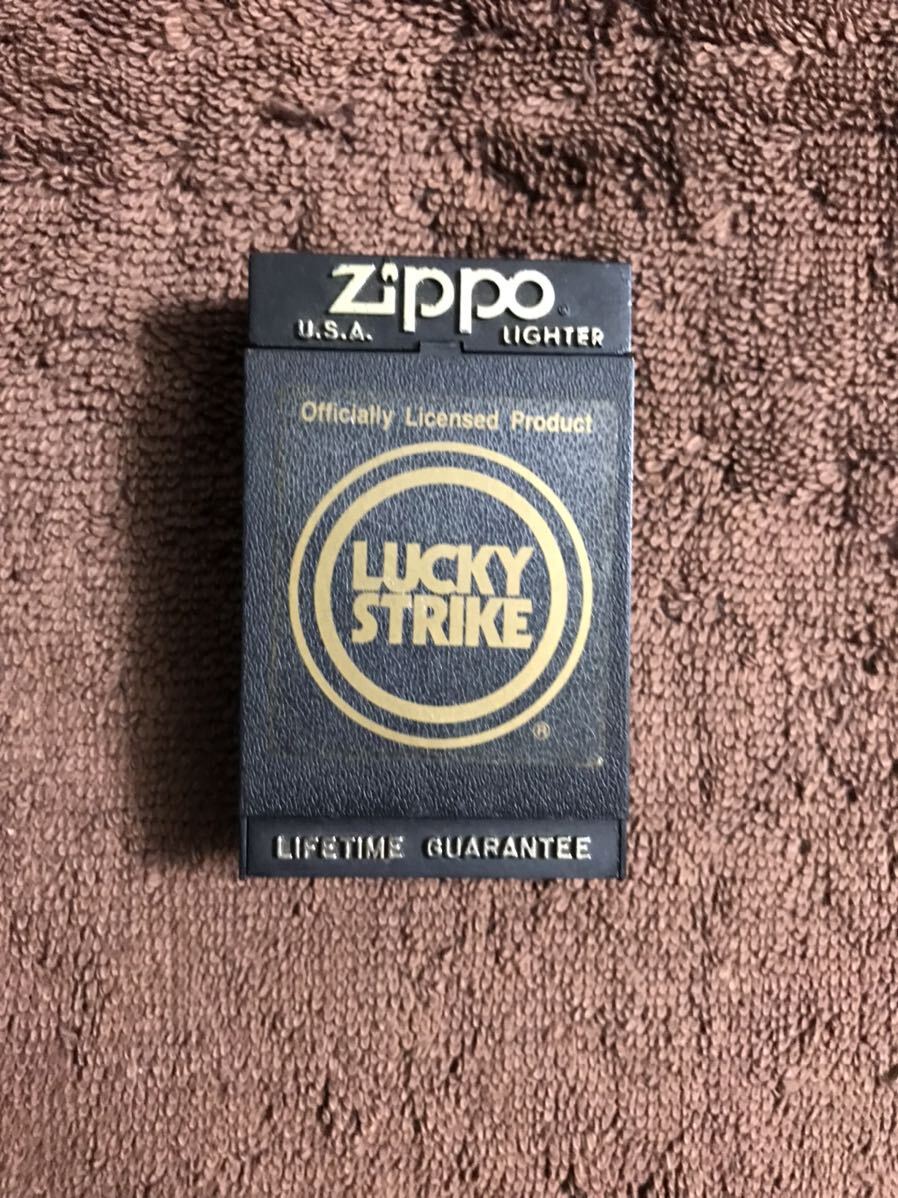 Zippo®
U.S.A. LIGHTER
Officially Licensed Product
LUCKY
STRIKE
®
LIFETIME GUARANTEE